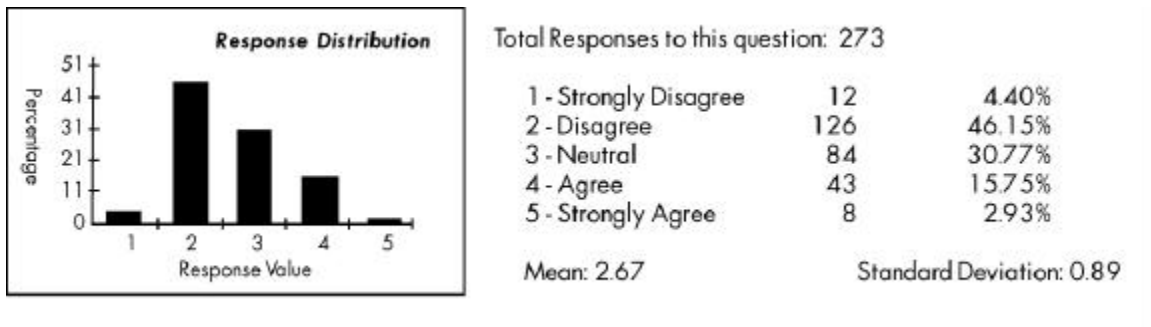 Response Distribution
Percentage
51
41
31
21
11
0
1 2 3 4 5
Response Value
Total Responses to this question: 273
1 - Strongly Disagree 12 4.40%
2 - Disagree 126 46.15%
3 - Neutral 84 30.77%
4 - Agree 43 15.75%
5 - Strongly Agree 8 2.93%
Mean: 2.67 Standard Deviation: 0.89